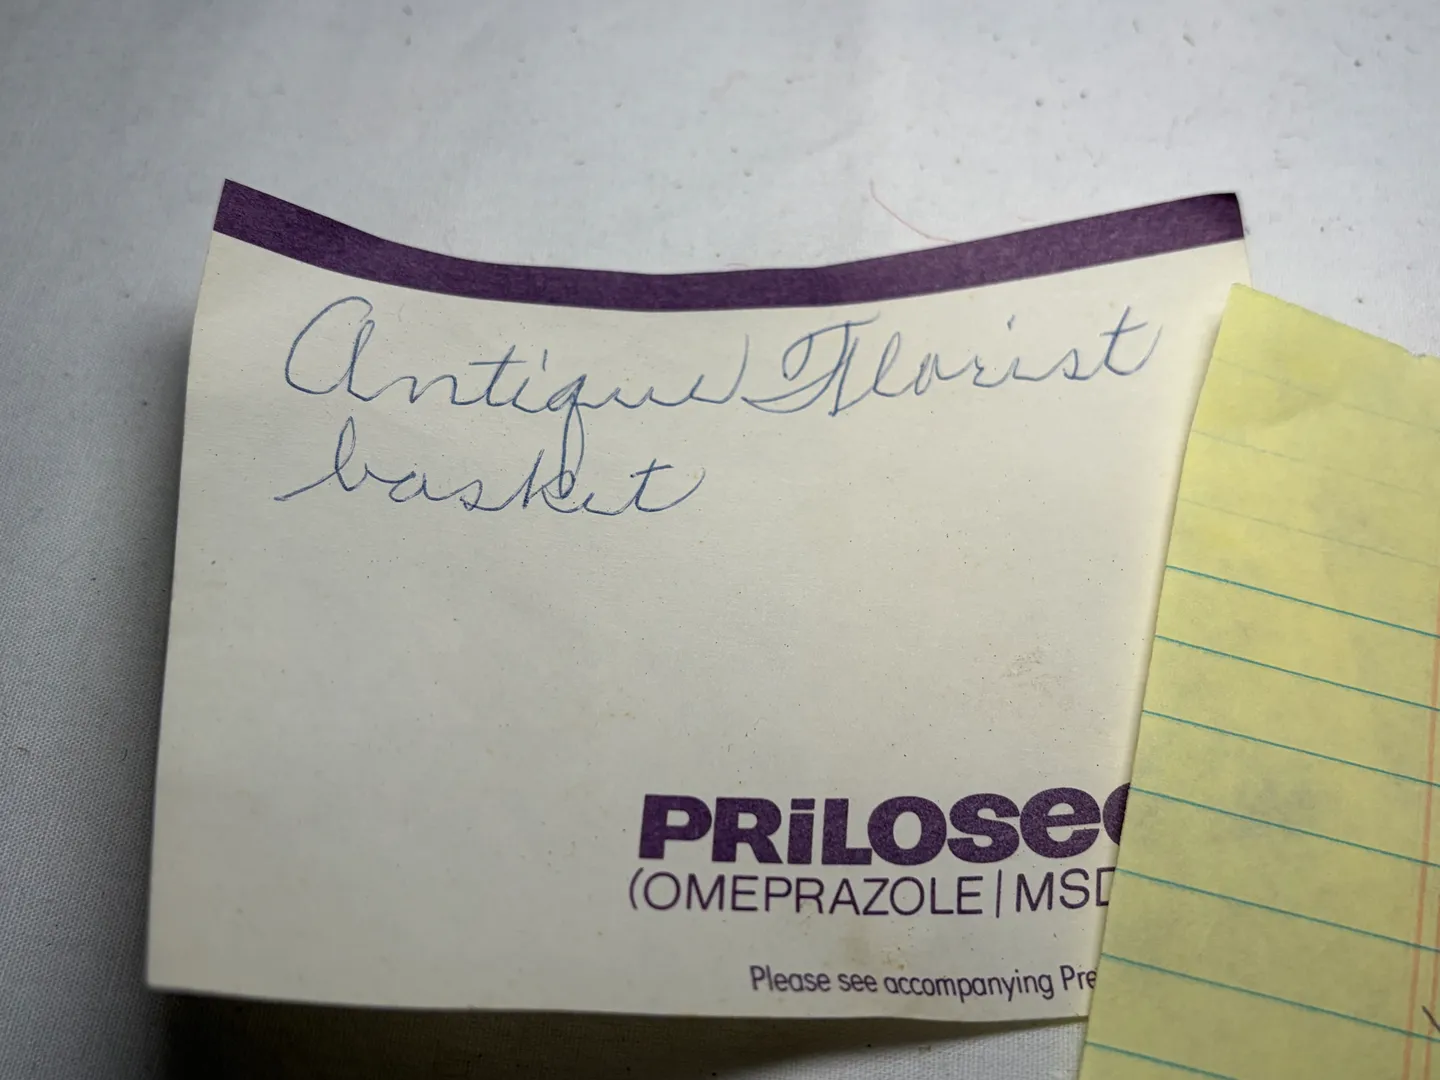 Antique Florist
basket
PRiLOSEC
(OMEPRAZOLE|MSD
Please see accompanying Pre